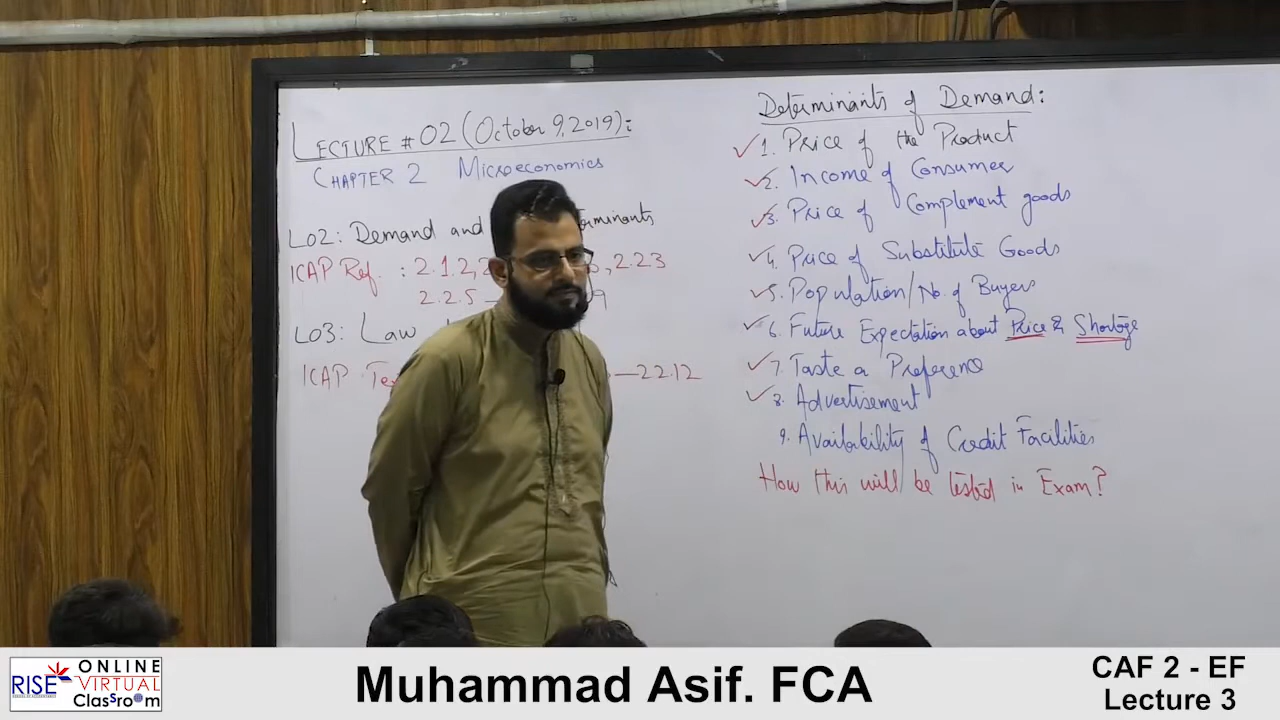 LECTURE # 02 (October 9, 2019):
CHAPTER 2 Microeconomics
LO2: Demand and
ICAP Ref. : 2.1.2, 2.23
2.2.5 —
LO3: Law
ICAP — 22.12
Determinants of Demand:
1. Price of the Product
2. Income of Consumer
3. Price of Complement goods
4. Price of Substitute Goods
5. Population/No. of Buyers
6. Future Expectation about Price & Shortage
7. Taste or Preference
8. Advertisement
9. Availability of Credit Facilities
How this will be tested in Exam?
RISE ONLINE VIRTUAL Classroom
Muhammad Asif. FCA
CAF 2 - EF
Lecture 3